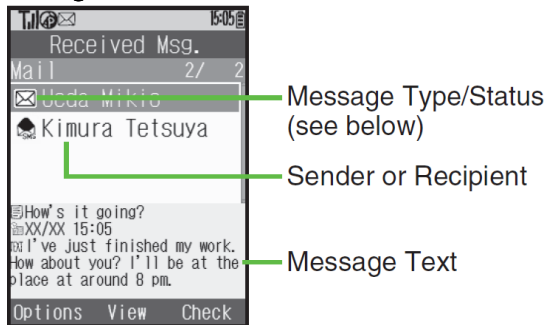 15:05
Received Msg.
Mail 2/ 2
Ueda Mikio
Kimura Tetsuya
How's it going?
XX/XX 15:05
I've just finished my work.
How about you? I'll be at the
place at around 8 pm.
Options View Check
Message Type/Status
(see below)
Sender or Recipient
Message Text